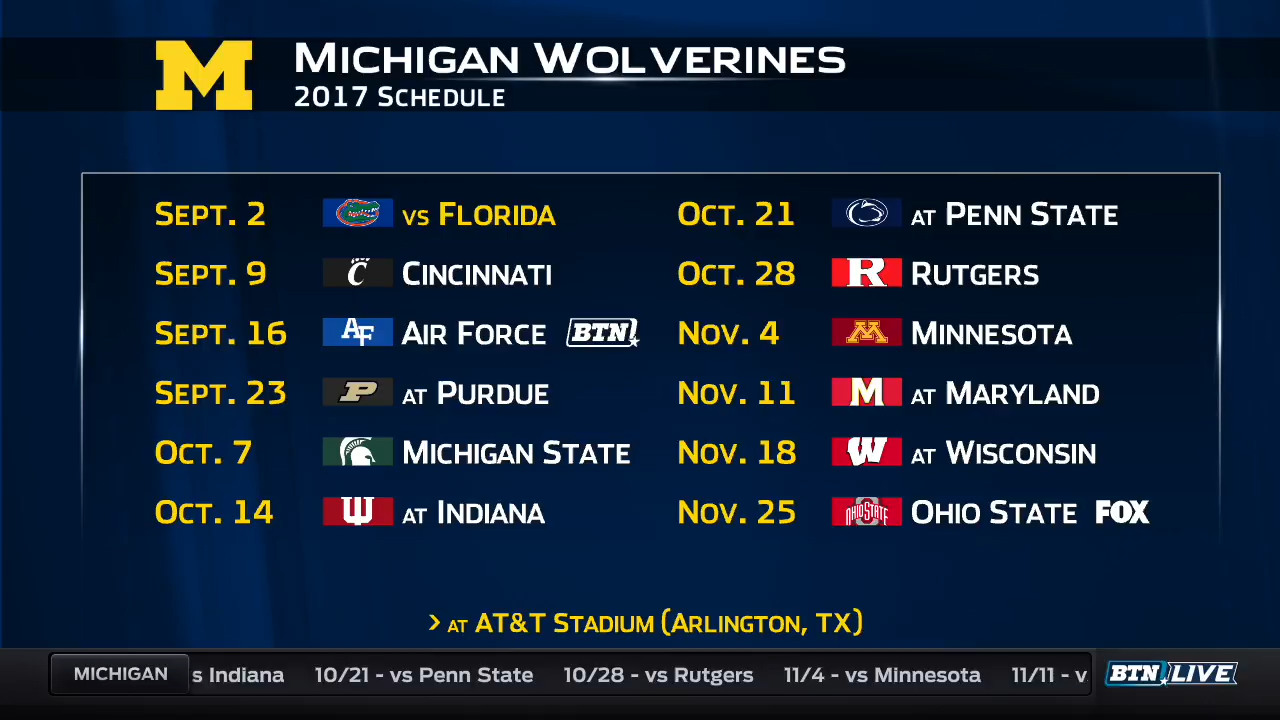 M MICHIGAN WOLVERINES
2017 SCHEDULE
SEPT. 2 VS FLORIDA
SEPT. 9 C CINCINNATI
SEPT. 16 AF AIR FORCE BTN
SEPT. 23 P AT PURDUE
OCT. 7 MICHIGAN STATE
OCT. 14 IU AT INDIANA
OCT. 21 AT PENN STATE
OCT. 28 R RUTGERS
NOV. 4 M MINNESOTA
NOV. 11 M AT MARYLAND
NOV. 18 W AT WISCONSIN
NOV. 25 OHIO STATE OHIO STATE FOX
> AT AT&T STADIUM (ARLINGTON, TX)
MICHIGAN s Indiana 10/21 - vs Penn State 10/28 - vs Rutgers 11/4 - vs Minnesota 11/11 - v BTN LIVE